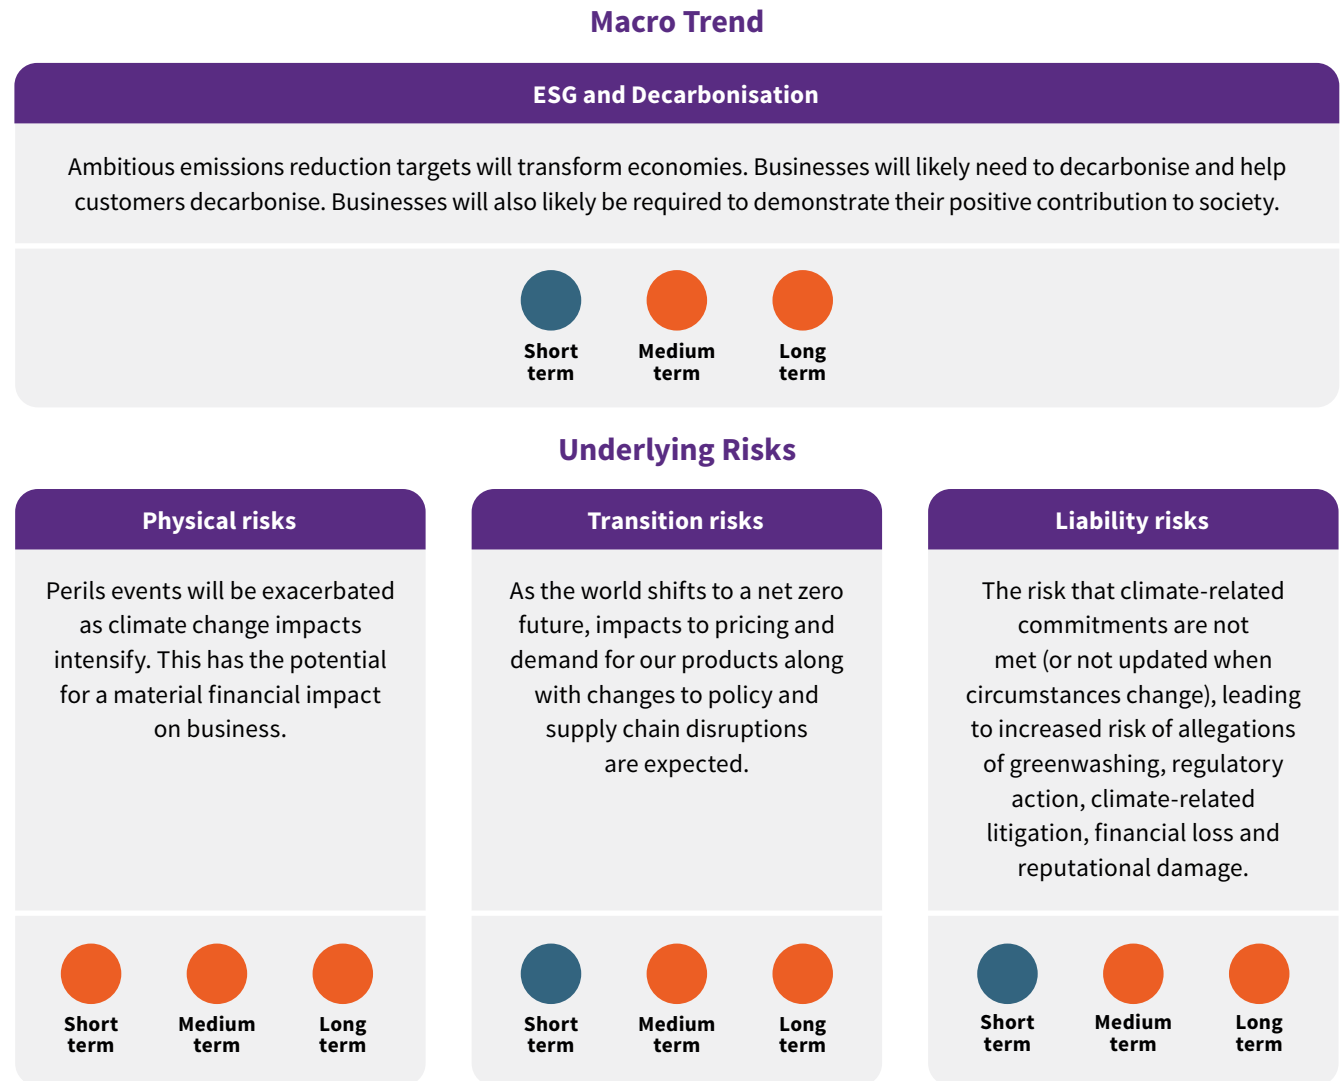 Macro Trend
ESG and Decarbonisation
Ambitious emissions reduction targets will transform economies. Businesses will likely need to decarbonise and help
customers decarbonise. Businesses will also likely be required to demonstrate their positive contribution to society.
Short
term
Medium
term
Long
term
Underlying Risks
Physical risks
Perils events will be exacerbated
as climate change impacts
intensify. This has the potential
for a material financial impact
on business.
Short
term
Medium
term
Long
term
Transition risks
As the world shifts to a net zero
future, impacts to pricing and
demand for our products along
with changes to policy and
supply chain disruptions
are expected.
Short
term
Medium
term
Long
term
Liability risks
The risk that climate-related
commitments are not
met (or not updated when
circumstances change), leading
to increased risk of allegations
of greenwashing, regulatory
action, climate-related
litigation, financial loss and
reputational damage.
Short
term
Medium
term
Long
term